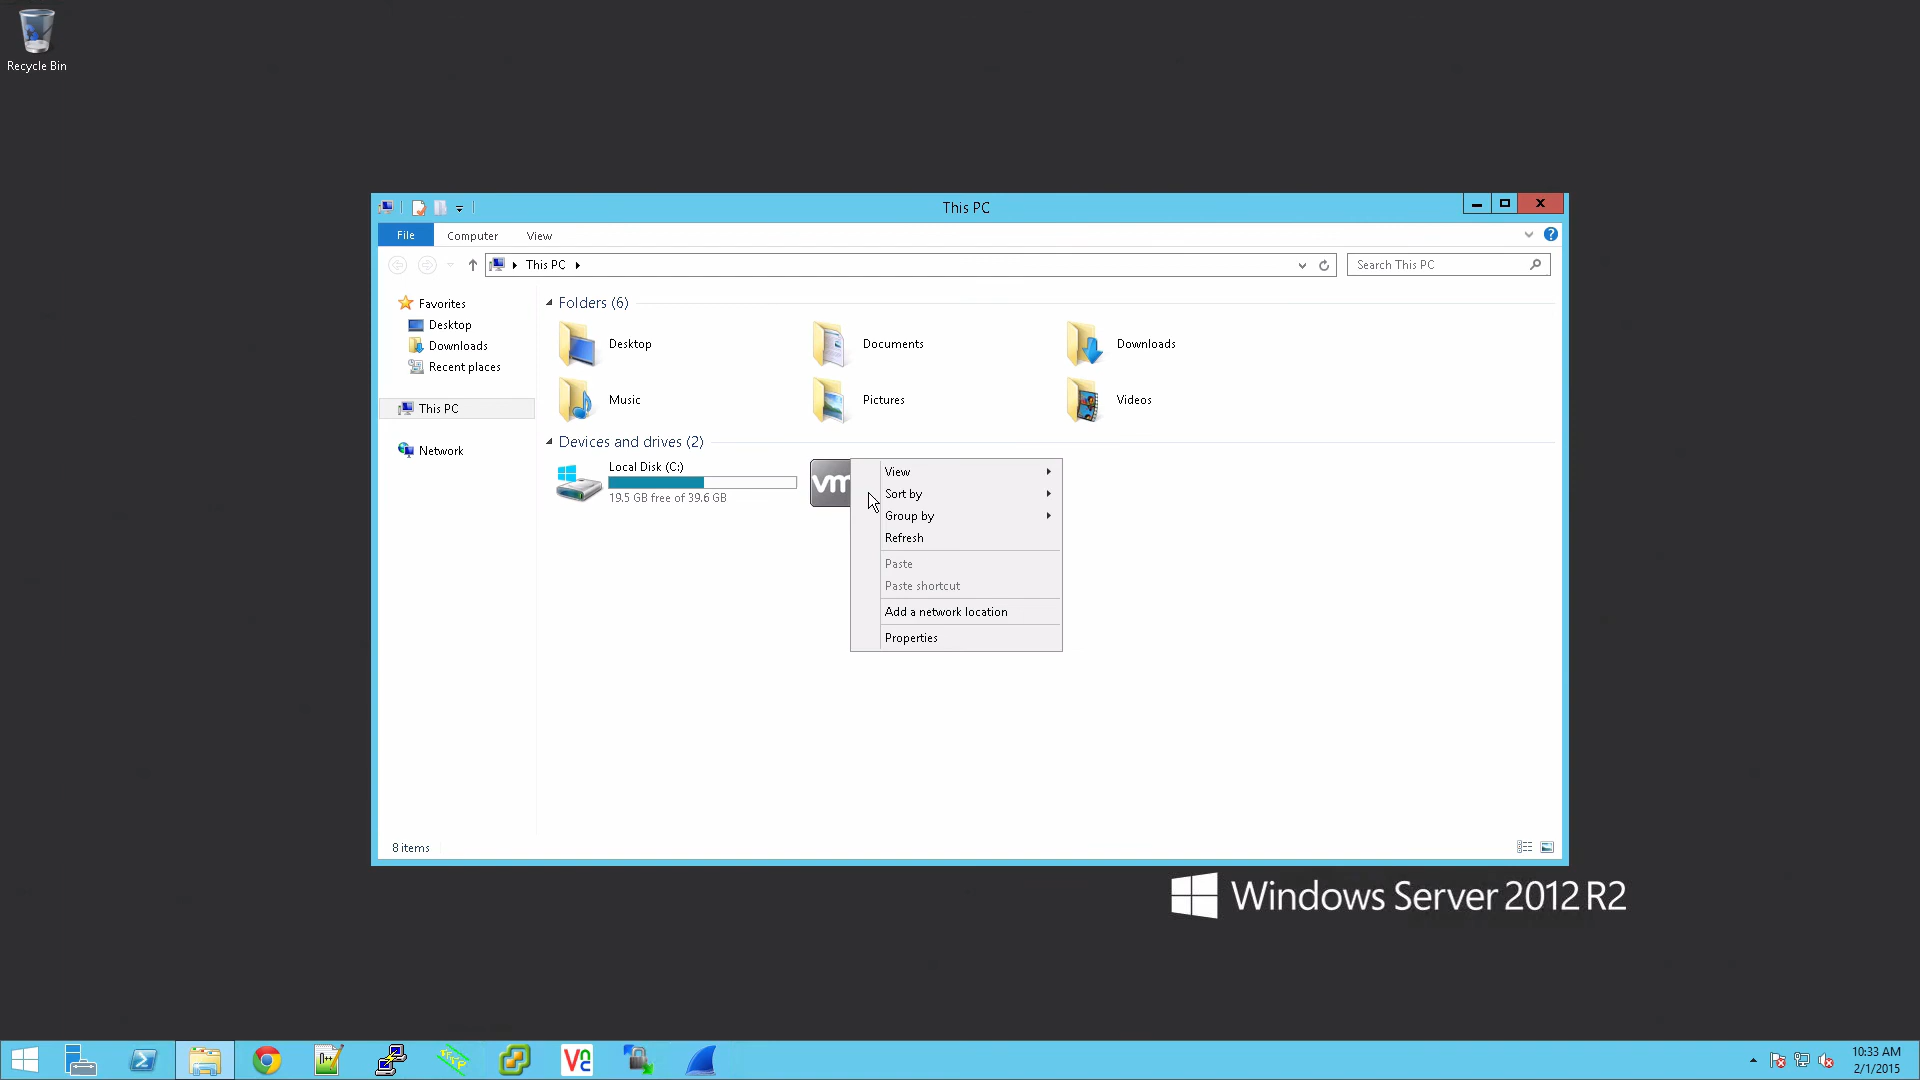 Recycle Bin
This PC
File
Computer
View
This PC
Search This PC
Favorites
Desktop
Downloads
Recent places
This PC
Network
Folders (6)
Desktop
Documents
Downloads
Music
Pictures
Videos
Devices and drives (2)
Local Disk (C:)
19.5 GB free of 39.6 GB
vm
View
Sort by
Group by
Refresh
Paste
Paste shortcut
Add a network location
Properties
8 items
Windows Server 2012 R2
10:33 AM
2/1/2015